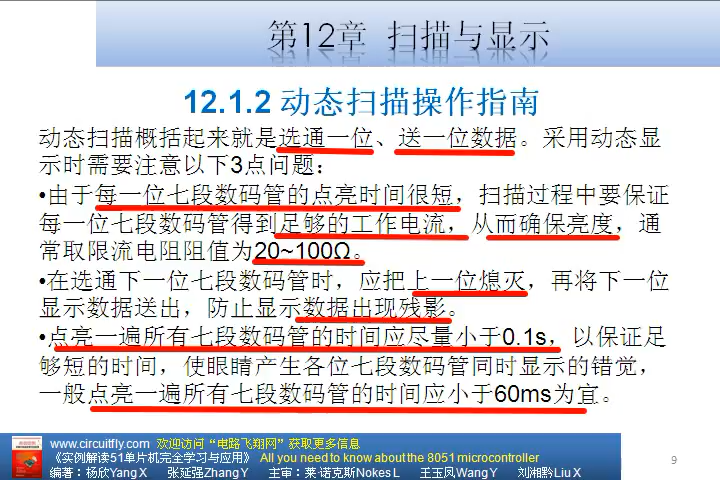 第12章 扫描与显示
12.1.2 动态扫描操作指南
动态扫描概括起来就是选通一位、送一位数据。采用动态显
示时需要注意以下3点问题：
•由于每一位七段数码管的点亮时间很短，扫描过程中要保证
每一位七段数码管得到足够的工作电流，从而确保亮度，通
常取限流电阻阻值为20~100Ω。
•在选通下一位七段数码管时，应把上一位熄灭，再将下一位
显示数据送出，防止显示数据出现残影。
•点亮一遍所有七段数码管的时间应尽量小于0.1s，以保证足
够短的时间，使眼睛产生各位七段数码管同时显示的错觉，
一般点亮一遍所有七段数码管的时间应小于60ms为宜。
www.circuitfly.com 欢迎访问“电路飞翔网”获取更多信息
《实例解读51单片机完全学习与应用》 All you need to know about the 8051 microcontroller
编著：杨欣Yang X 张延强Zhang Y 主审：莱·诺克斯Nokes L 王玉凤Wang Y 刘湘黔Liu X
9